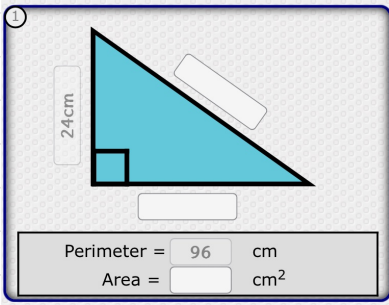 1
24cm
Perimeter = 96 cm
Area = cm²